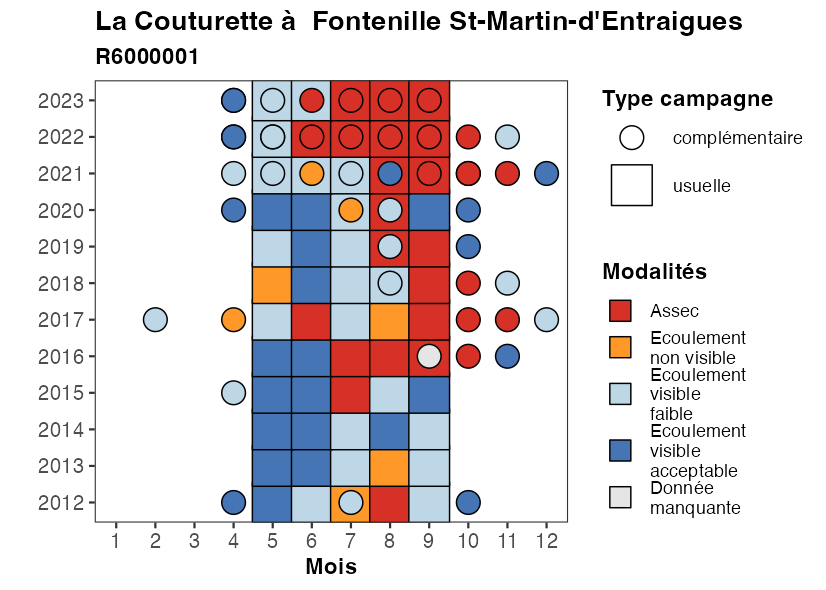 La Couturette à  Fontenille St-Martin-d'Entraigues
R6000001
2023
2022
2021
2020
2019
2018
2017
2016
2015
2014
2013
2012
1 2 3 4 5 6 7 8 9 10 11 12
Mois
Type campagne
complémentaire
usuelle
Modalités
Assec
Ecoulement
non visible
Ecoulement
visible
faible
Ecoulement
visible
acceptable
Donnée
manquante